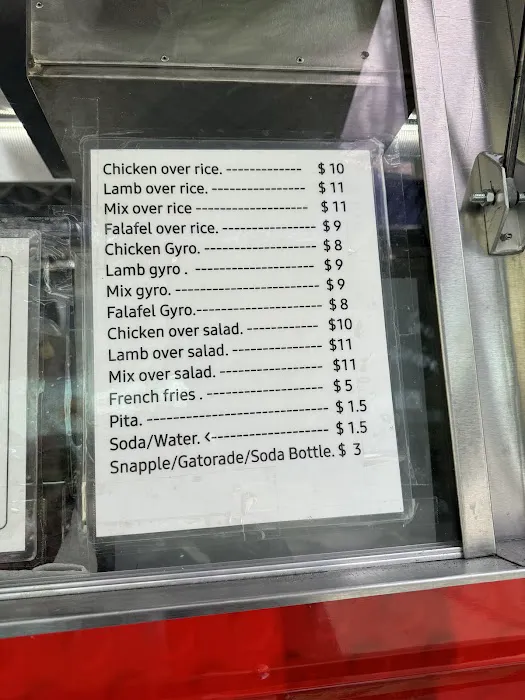 Chicken over rice. ------------- $ 10
Lamb over rice. ---------------- $ 11
Mix over rice ------------------- $ 11
Falafel over rice. ---------------- $ 9
Chicken Gyro. ------------------- $ 8
Lamb gyro . -------------------- $ 9
Mix gyro. ------------------------- $ 9
Falafel Gyro.--------------------- $ 8
Chicken over salad. ------------ $10
Lamb over salad. --------------- $11
Mix over salad. ------------------ $11
French fries . -------------------- $ 5
Pita. ------------------------------ $ 1.5
Soda/Water. <------------------- $ 1.5
Snapple/Gatorade/Soda Bottle. $ 3